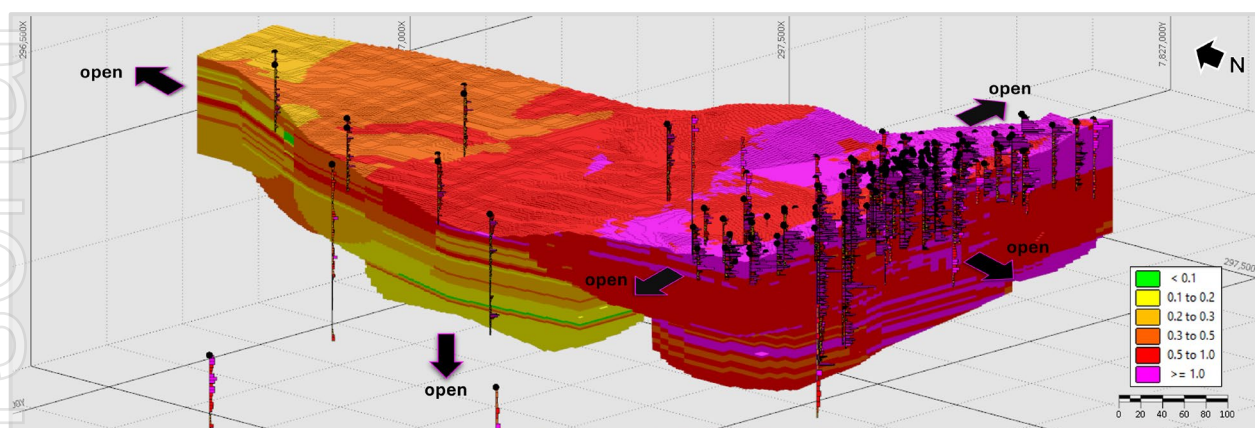 296,500X
297,500X
7,827,000Y
N
open
open
open
open
open
297,500
< 0.1
0.1 to 0.2
0.2 to 0.3
0.3 to 0.5
0.5 to 1.0
>= 1.0
0 20 40 60 80 100